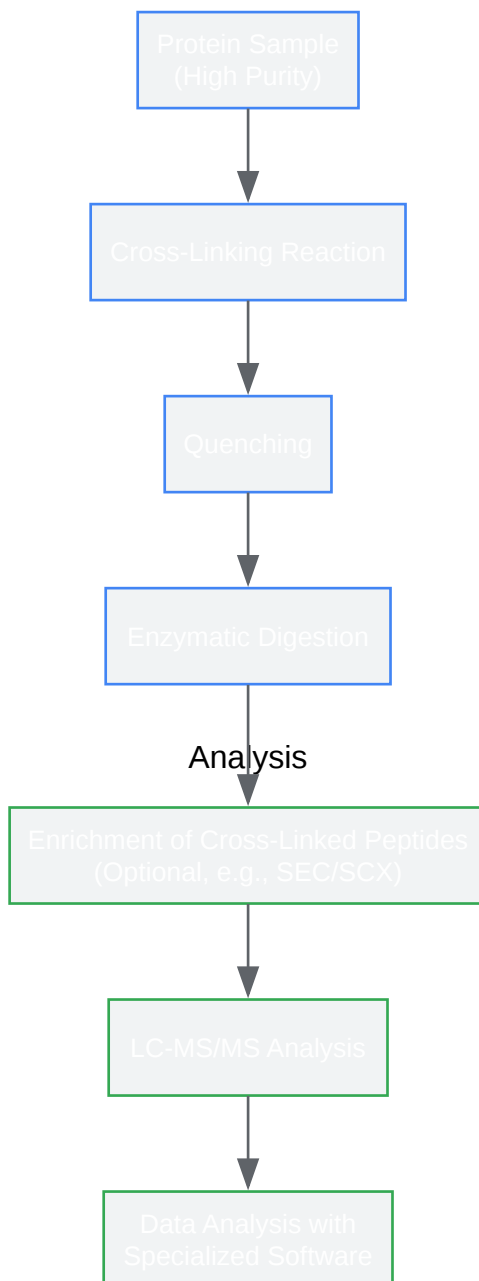 Protein Sample
(High Purity)
Cross-Linking Reaction
Quenching
Enzymatic Digestion
Analysis
Enrichment of Cross-Linked Peptides
(Optional, e.g., SEC/SCX)
LC-MS/MS Analysis
Data Analysis with
Specialized Software